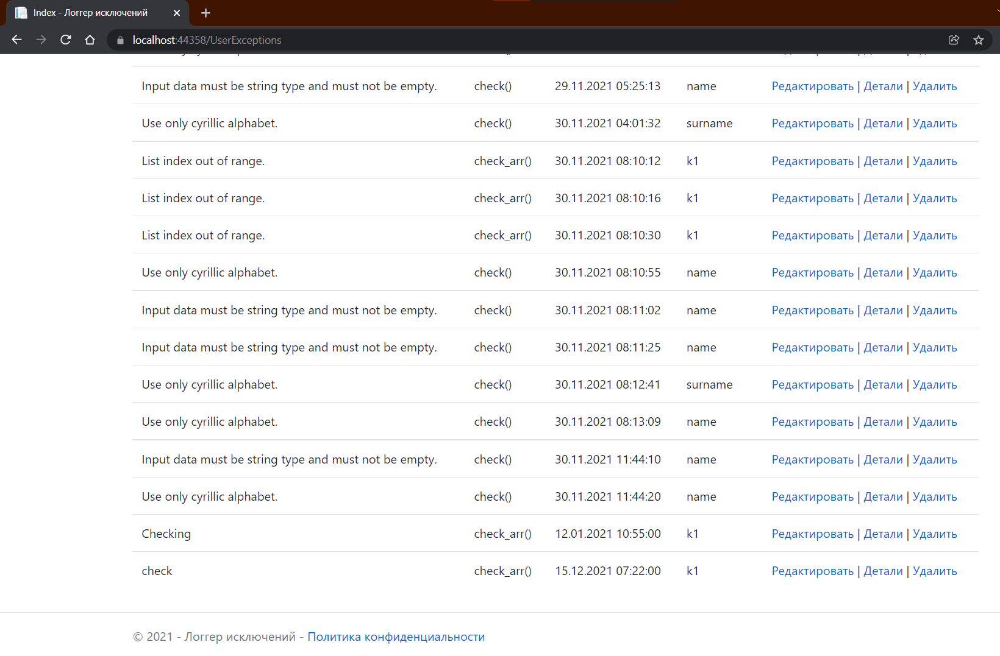 Index - Логгер исключений
localhost:44358/UserExceptions
Input data must be string type and must not be empty. check() 29.11.2021 05:25:13 name Редактировать | Детали | Удалить
Use only cyrillic alphabet. check() 30.11.2021 04:01:32 surname Редактировать | Детали | Удалить
List index out of range. check_arr() 30.11.2021 08:10:12 k1 Редактировать | Детали | Удалить
List index out of range. check_arr() 30.11.2021 08:10:16 k1 Редактировать | Детали | Удалить
List index out of range. check_arr() 30.11.2021 08:10:30 k1 Редактировать | Детали | Удалить
Use only cyrillic alphabet. check() 30.11.2021 08:10:55 name Редактировать | Детали | Удалить
Input data must be string type and must not be empty. check() 30.11.2021 08:11:02 name Редактировать | Детали | Удалить
Input data must be string type and must not be empty. check() 30.11.2021 08:11:25 name Редактировать | Детали | Удалить
Use only cyrillic alphabet. check() 30.11.2021 08:12:41 surname Редактировать | Детали | Удалить
Use only cyrillic alphabet. check() 30.11.2021 08:13:09 name Редактировать | Детали | Удалить
Input data must be string type and must not be empty. check() 30.11.2021 11:44:10 name Редактировать | Детали | Удалить
Use only cyrillic alphabet. check() 30.11.2021 11:44:20 name Редактировать | Детали | Удалить
Checking check_arr() 12.01.2021 10:55:00 k1 Редактировать | Детали | Удалить
check check_arr() 15.12.2021 07:22:00 k1 Редактировать | Детали | Удалить
© 2021 - Логгер исключений - Политика конфиденциальности